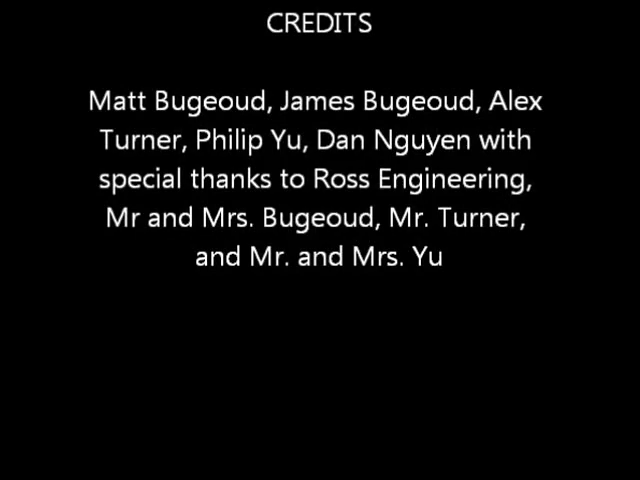 CREDITS
Matt Bugeoud, James Bugeoud, Alex
Turner, Philip Yu, Dan Nguyen with
special thanks to Ross Engineering,
Mr and Mrs. Bugeoud, Mr. Turner,
and Mr. and Mrs. Yu